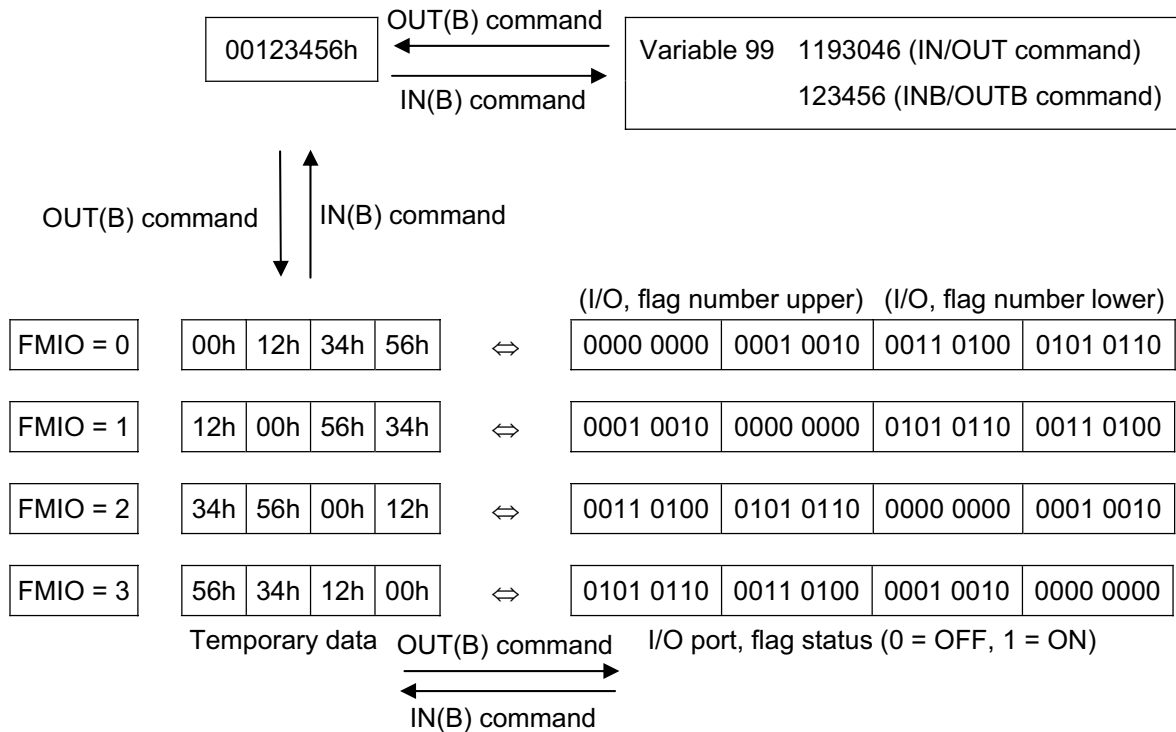 OUT(B) command
00123456h
Variable 99 1193046 (IN/OUT command)
IN(B) command
123456 (INB/OUTB command)
OUT(B) command IN(B) command
(I/O, flag number upper) (I/O, flag number lower)
FMIO = 0 00h 12h 34h 56h ⇔ 0000 0000 0001 0010 0011 0100 0101 0110
FMIO = 1 12h 00h 56h 34h ⇔ 0001 0010 0000 0000 0101 0110 0011 0100
FMIO = 2 34h 56h 00h 12h ⇔ 0011 0100 0101 0110 0000 0000 0001 0010
FMIO = 3 56h 34h 12h 00h ⇔ 0101 0110 0011 0100 0001 0010 0000 0000
Temporary data OUT(B) command I/O port, flag status (0 = OFF, 1 = ON)
IN(B) command